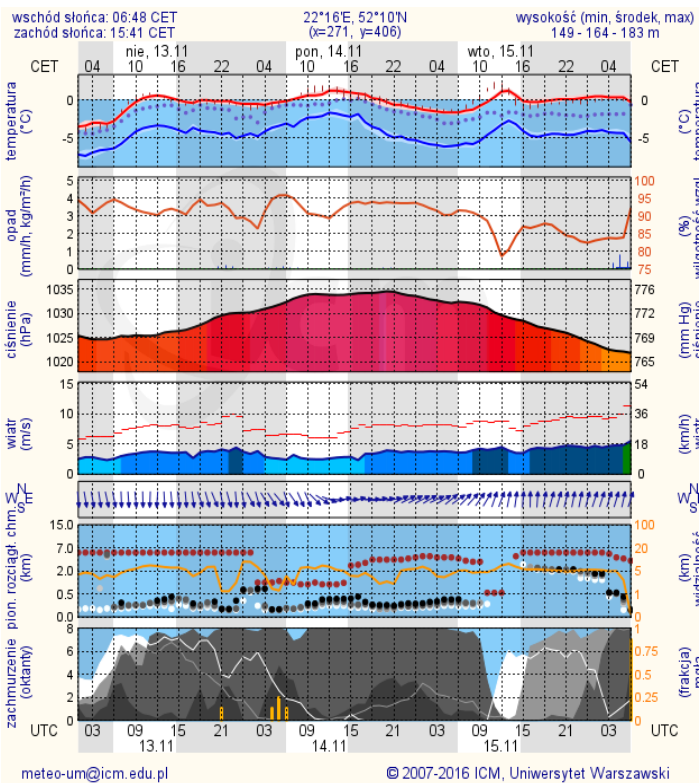 wschód słońca: 06:48 CET
zachód słońca: 15:41 CET
22°16'E, 52°10'N
(x=271, y=406)
wysokość (min, środek, max)
149 - 164 - 183 m
nie, 13.11 pon, 14.11 wto, 15.11
CET 04 10 16 22 04 10 16 22 04 10 16 22 04 CET
temperatura
(°C)
0
-5
0
-5
temperatura
(°C)
opad
(mm/h, kg/m²/h)
5
4
3
2
1
0
100
95
90
85
80
75
(%)
wilgotność wzgl.
ciśnienie
(hPa)
1035
1030
1025
1020
776
772
769
765
(mm Hg)
ciśnienie
wiatr
(m/s)
15
10
5
0
54
36
18
0
(km/h)
wiatr
N
W E
S
N
W E
S
pion. rozciągł. chm.
(km)
15.0
7.0
2.0
0.5
0.0
100
20
5
1
0
(km)
widzialność
zachmurzenie
(oktanty)
8
6
4
2
0
1
0.75
0.5
0.25
0
(frakcja)
mgła
UTC 03 09 15 21 03 09 15 21 03 09 15 21 03 UTC
13.11 14.11 15.11
meteo-um@icm.edu.pl
© 2007-2016 ICM, Uniwersytet Warszawski